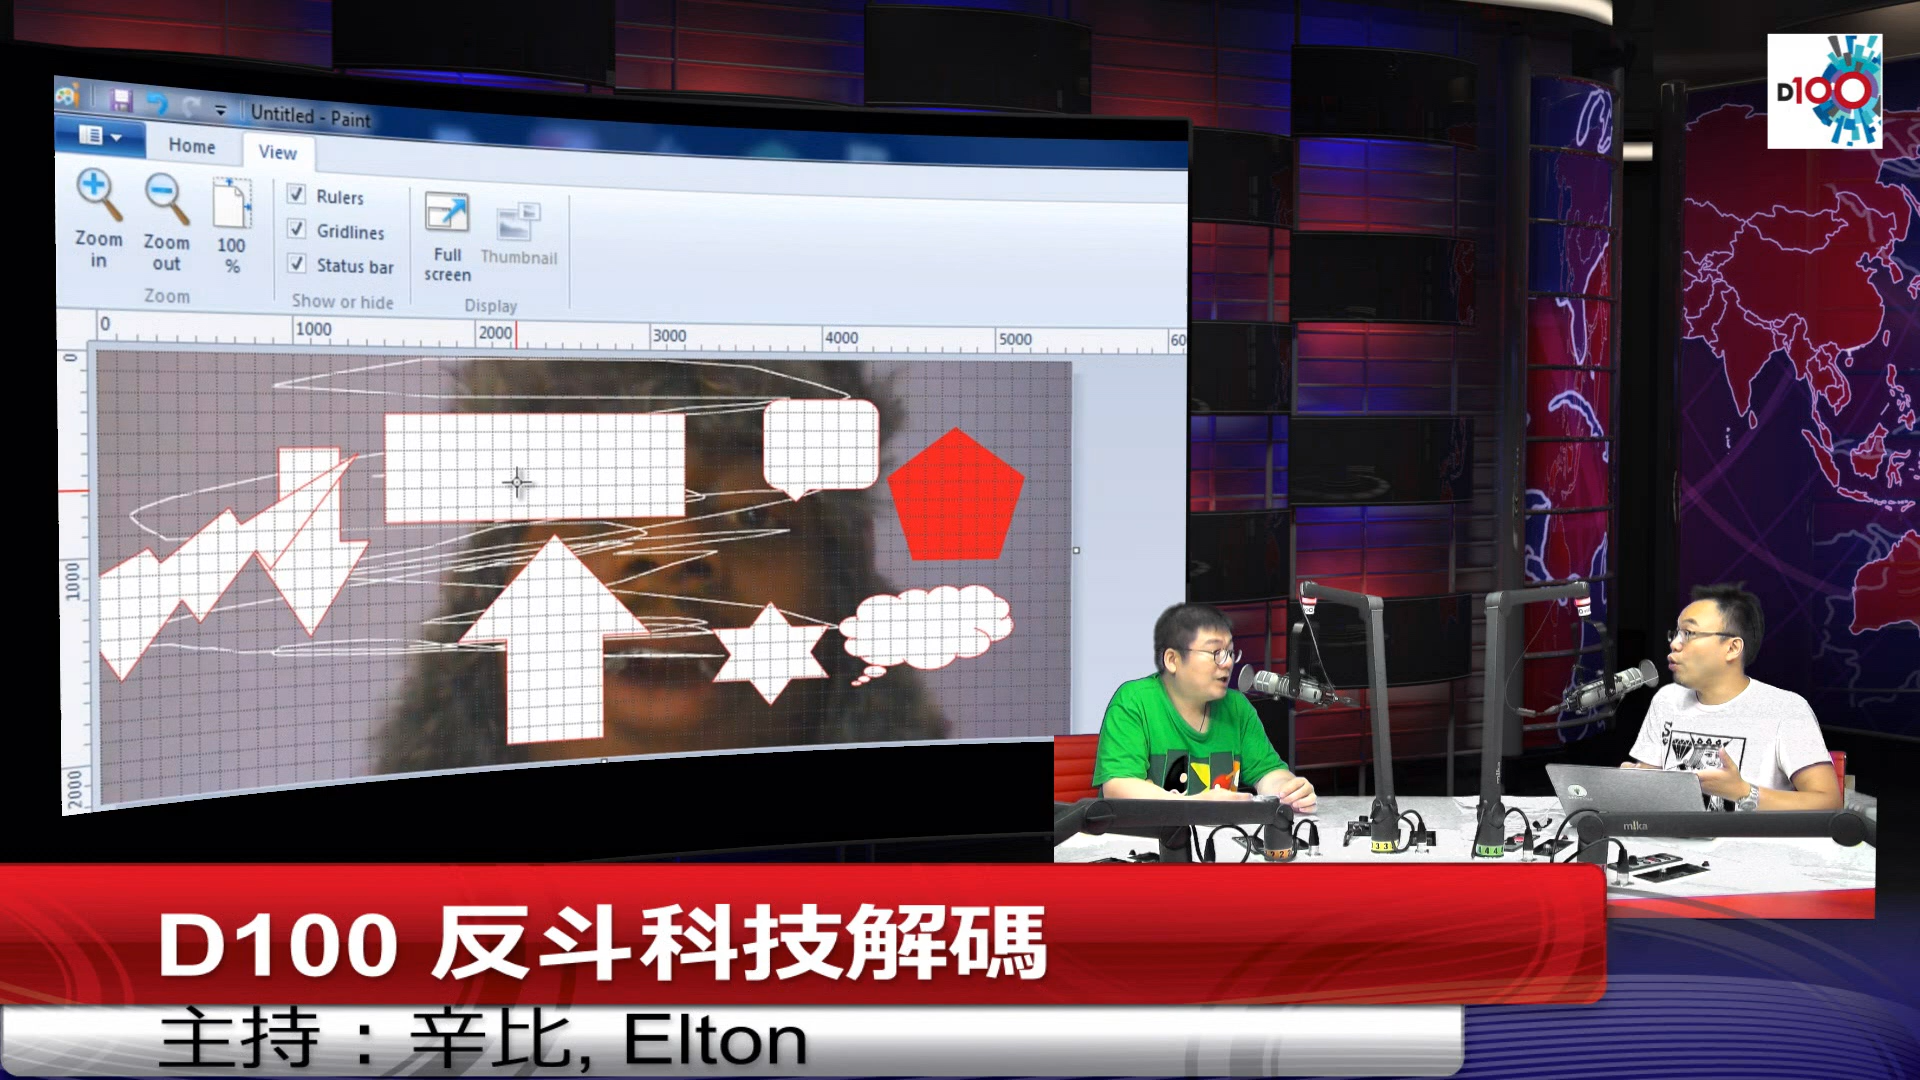 D100
Untitled - Paint
Home
View
Zoom in
Zoom out
100 %
Rulers
Gridlines
Status bar
Full screen
Thumbnail
Zoom
Show or hide
Display
0
1000
2000
3000
4000
5000
0
1000
2000
mika
D100 反斗科技解碼
主持：辛比, Elton